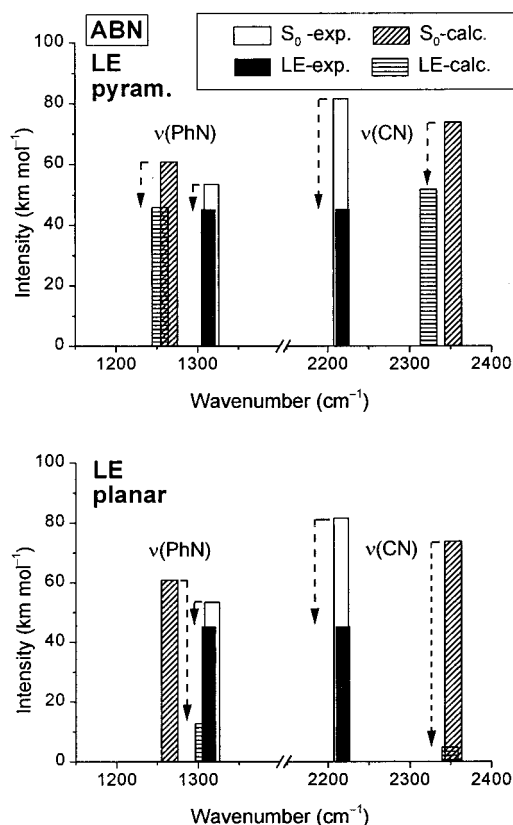 ABN
LE
pyram.
S₀ -exp.
S₀-calc.
LE-exp.
LE-calc.
ν(PhN)
ν(CN)
Intensity (km mol⁻¹)
100
80
60
40
20
0
1200
1300
2200
2300
2400
Wavenumber (cm⁻¹)
LE
planar
ν(PhN)
ν(CN)
Intensity (km mol⁻¹)
100
80
60
40
20
0
1200
1300
2200
2300
2400
Wavenumber (cm⁻¹)